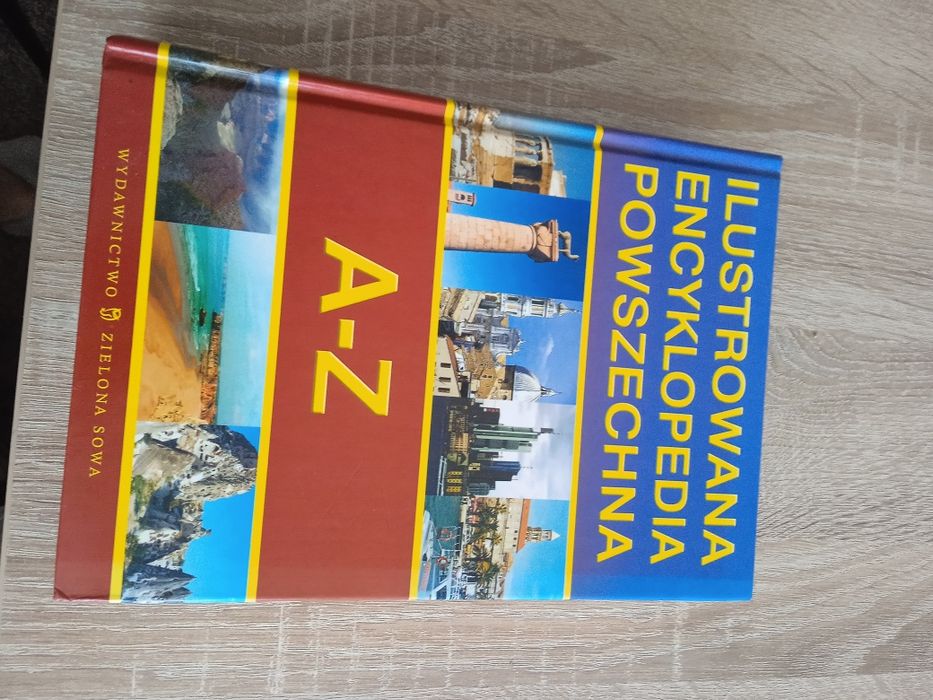 ILUSTROWANA
ENCYKLOPEDIA
POWSZECHNA
A-Z
WYDAWNICTWO ZIELONA SOWA